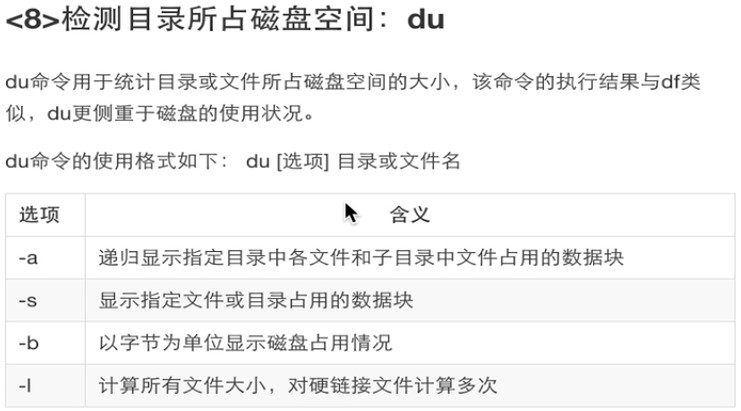 <8>检测目录所占磁盘空间：du
du命令用于统计目录或文件所占磁盘空间的大小，该命令的执行结果与df类
似，du更侧重于磁盘的使用状况。
du命令的使用格式如下： du [选项] 目录或文件名
选项 含义
-a 递归显示指定目录中各文件和子目录中文件占用的数据块
-s 显示指定文件或目录占用的数据块
-b 以字节为单位显示磁盘占用情况
-l 计算所有文件大小，对硬链接文件计算多次